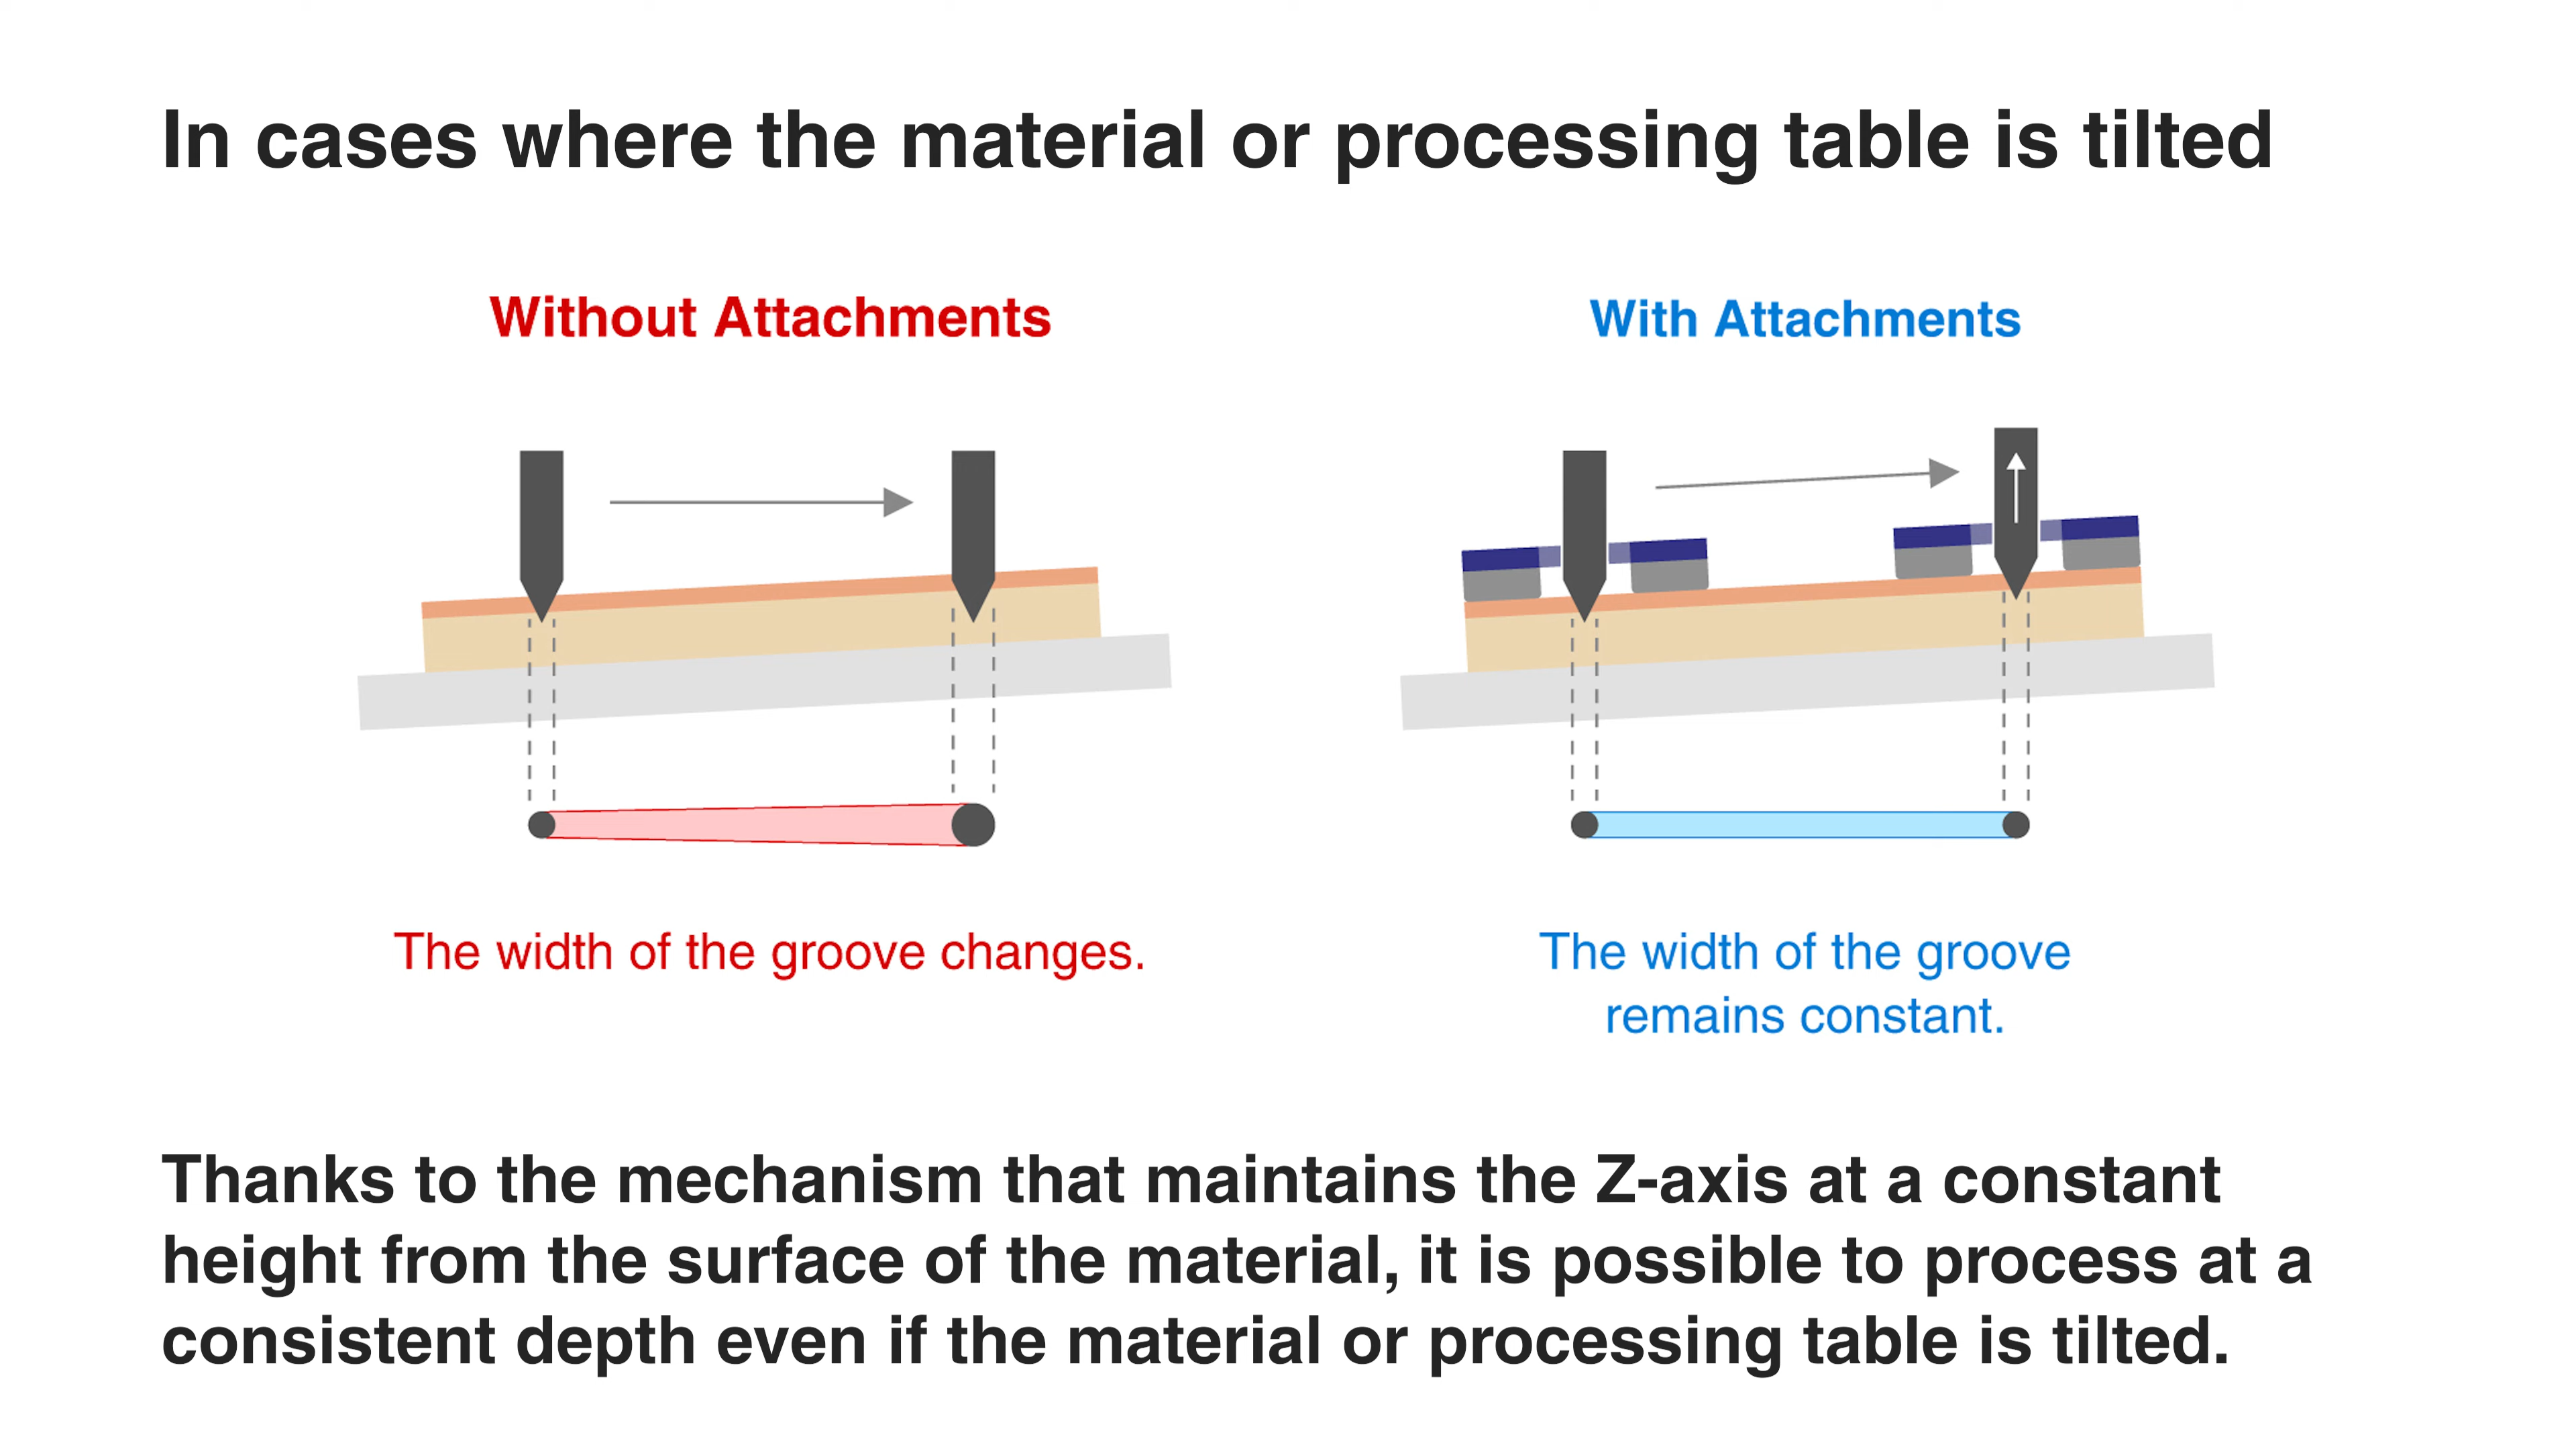 In cases where the material or processing table is tilted
Without Attachments
With Attachments
The width of the groove changes.
The width of the groove
remains constant.
Thanks to the mechanism that maintains the Z-axis at a constant
height from the surface of the material, it is possible to process at a
consistent depth even if the material or processing table is tilted.